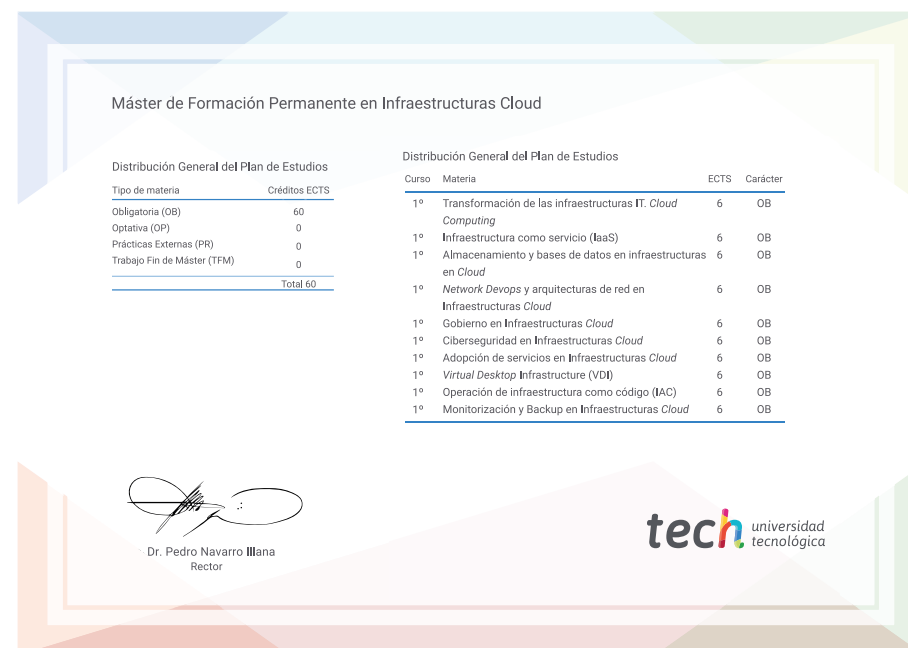 Máster de Formación Permanente en Infraestructuras Cloud
Distribución General del Plan de Estudios
Tipo de materia Créditos ECTS
Obligatoria (OB) 60
Optativa (OP) 0
Prácticas Externas (PR) 0
Trabajo Fin de Máster (TFM) 0
Total 60
Distribución General del Plan de Estudios
Curso Materia ECTS Carácter
1º Transformación de las infraestructuras IT. Cloud 6 OB
Computing
1º Infraestructura como servicio (IaaS) 6 OB
1º Almacenamiento y bases de datos en infraestructuras 6 OB
en Cloud
1º Network Devops y arquitecturas de red en 6 OB
Infraestructuras Cloud
1º Gobierno en Infraestructuras Cloud 6 OB
1º Ciberseguridad en Infraestructuras Cloud 6 OB
1º Adopción de servicios en Infraestructuras Cloud 6 OB
1º Virtual Desktop Infrastructure (VDI) 6 OB
1º Operación de infraestructura como código (IAC) 6 OB
1º Monitorización y Backup en Infraestructuras Cloud 6 OB
Dr. Pedro Navarro Illana
Rector
tech universidad
tecnológica